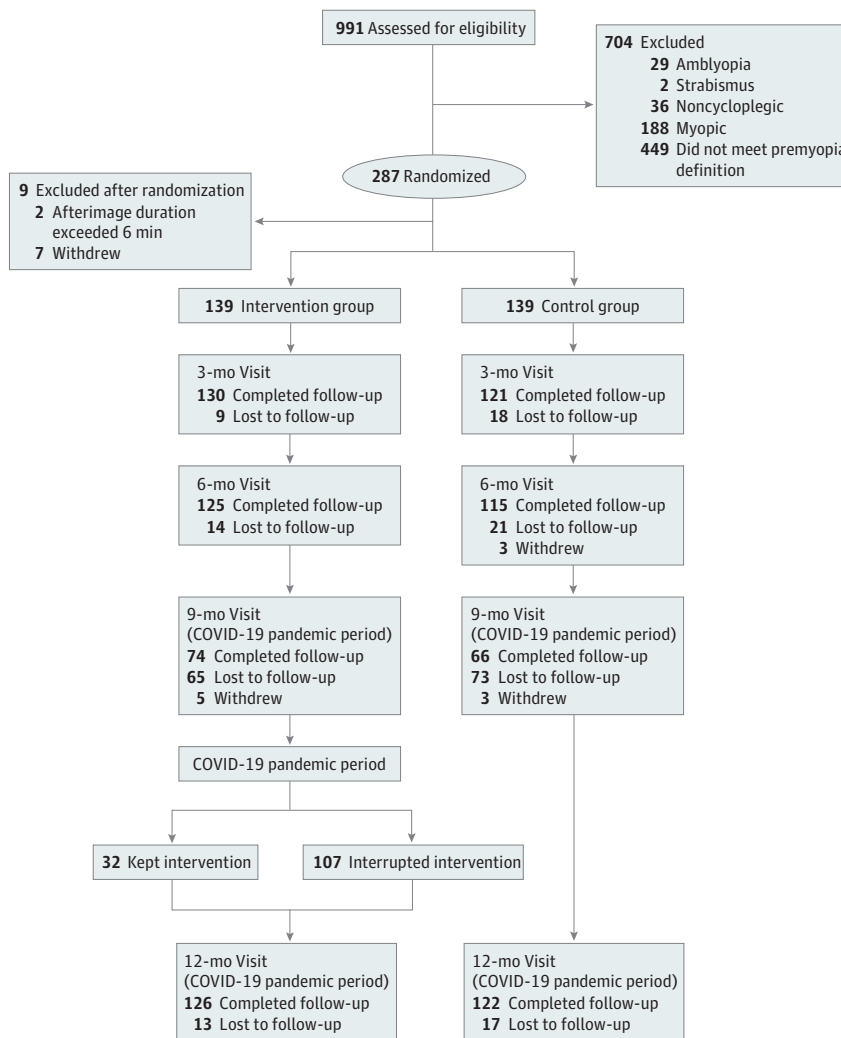 991 Assessed for eligibility
704 Excluded
29 Amblyopia
2 Strabismus
36 Noncycloplegic
188 Myopic
449 Did not meet premyopia
definition
287 Randomized
9 Excluded after randomization
2 Afterimage duration
exceeded 6 min
7 Withdrew
139 Intervention group
139 Control group
3-mo Visit
130 Completed follow-up
9 Lost to follow-up
3-mo Visit
121 Completed follow-up
18 Lost to follow-up
6-mo Visit
125 Completed follow-up
14 Lost to follow-up
6-mo Visit
115 Completed follow-up
21 Lost to follow-up
3 Withdrew
9-mo Visit
(COVID-19 pandemic period)
74 Completed follow-up
65 Lost to follow-up
5 Withdrew
9-mo Visit
(COVID-19 pandemic period)
66 Completed follow-up
73 Lost to follow-up
3 Withdrew
COVID-19 pandemic period
32 Kept intervention
107 Interrupted intervention
12-mo Visit
(COVID-19 pandemic period)
126 Completed follow-up
13 Lost to follow-up
12-mo Visit
(COVID-19 pandemic period)
122 Completed follow-up
17 Lost to follow-up